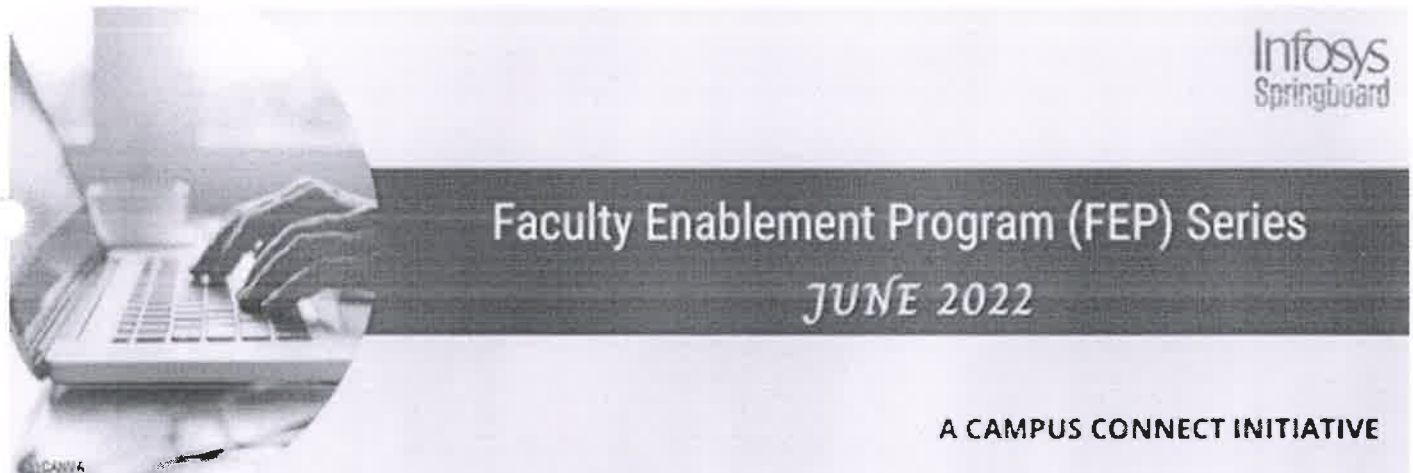 Infosys
Springboard
Faculty Enablement Program (FEP) Series
JUNE 2022
A CAMPUS CONNECT INITIATIVE